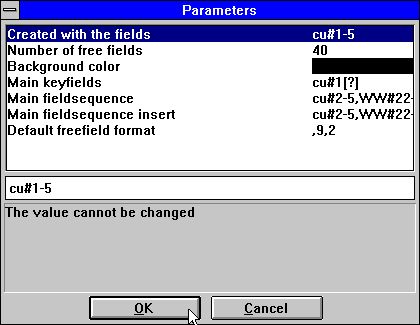 Parameters
Created with the fields cu#1-5
Number of free fields 40
Background color
Main keyfields cu#1[?]
Main fieldsequence cu#2-5,WW#22-
Main fieldsequence insert cu#2-5,WW#22-
Default freefield format ,9,2
cu#1-5
The value cannot be changed
OK Cancel